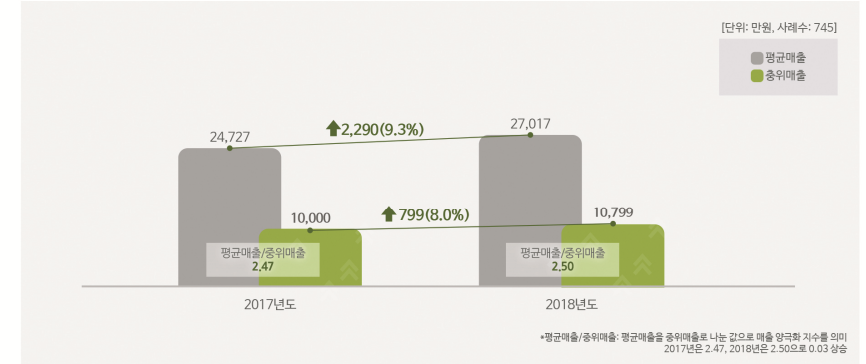 [단위: 만원, 사례수: 745]
평균매출
중위매출
24,727
2,290(9.3%)
27,017
10,000
799(8.0%)
10,799
평균매출/중위매출
2.47
평균매출/중위매출
2.50
2017년도
2018년도
*평균매출/중위매출: 평균매출을 중위매출로 나눈 값으로 매출 양극화 지수를 의미
2017년은 2.47, 2018년은 2.50으로 0.03 상승